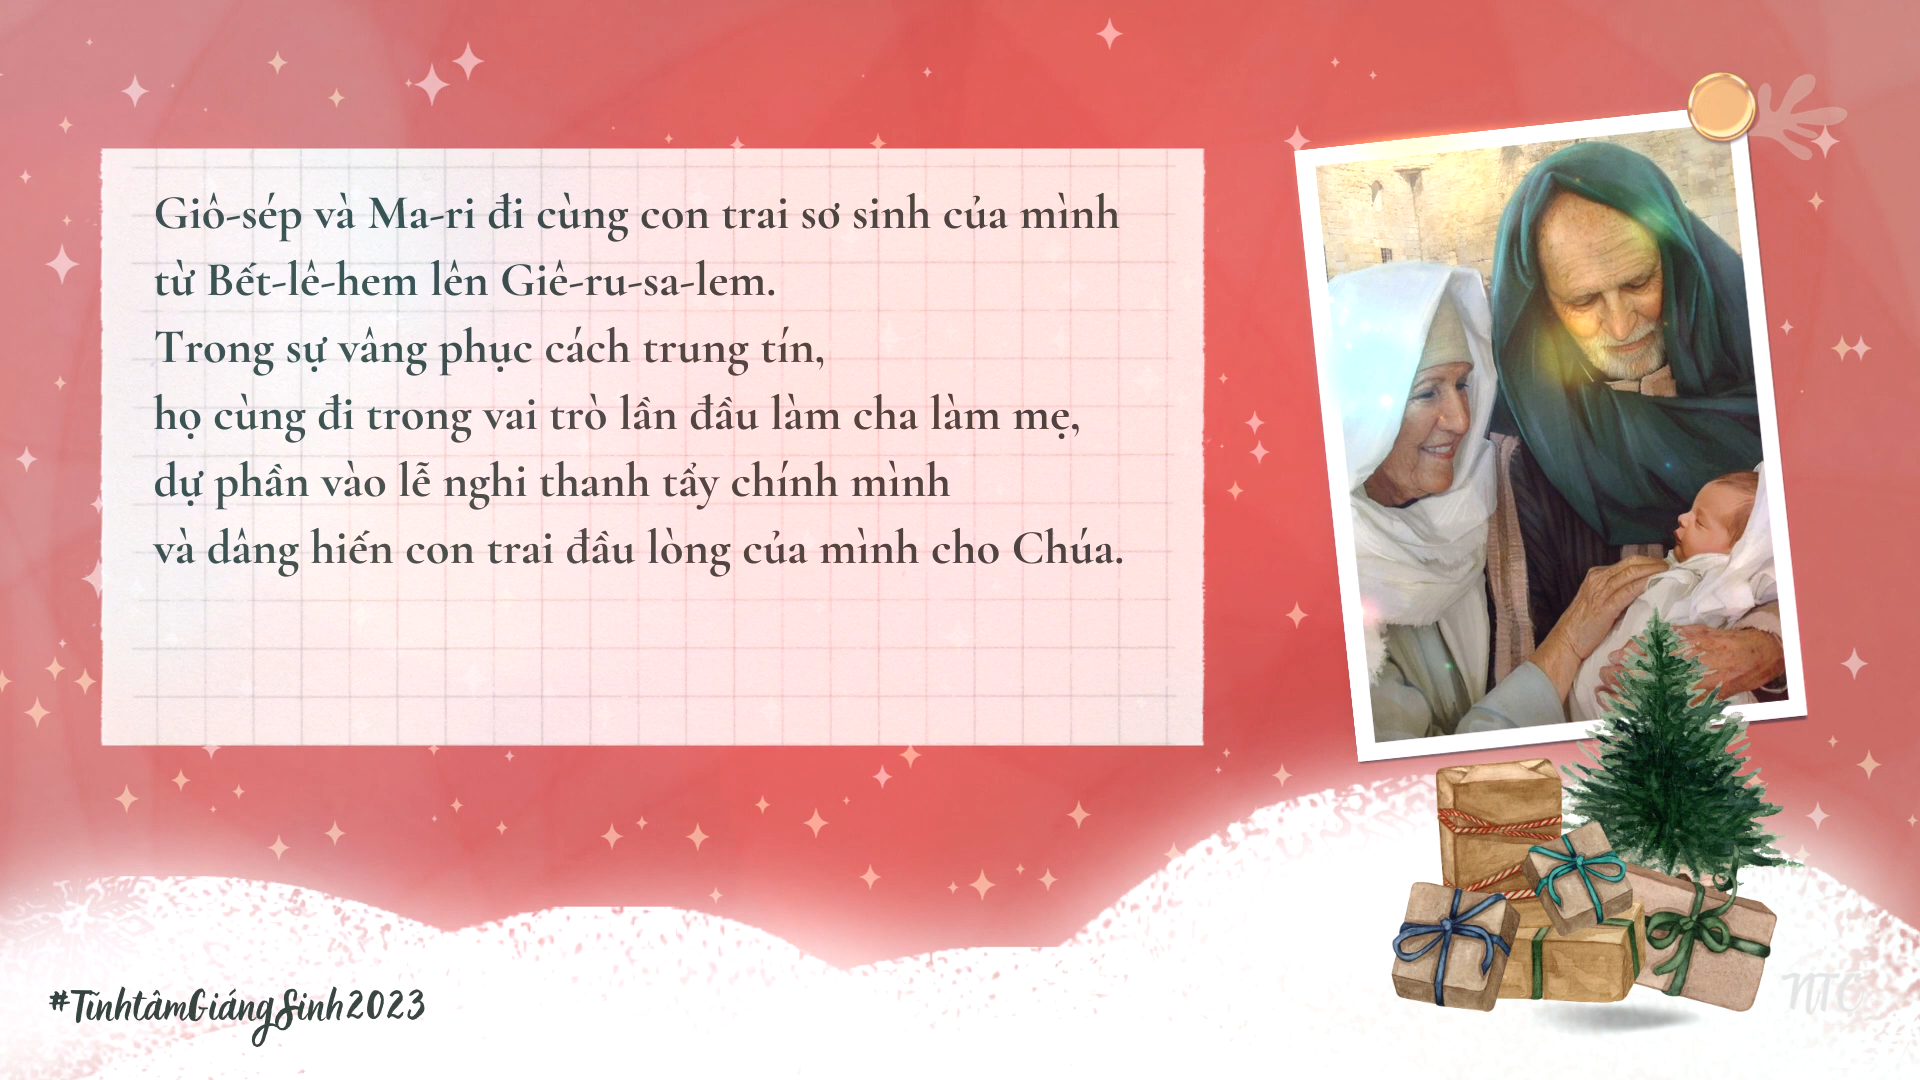 Giô-sép và Ma-ri đi cùng con trai sơ sinh của mình
từ Bết-lê-hem lên Giê-ru-sa-lem.
Trong sự vâng phục cách trung tín,
họ cùng đi trong vai trò lần đầu làm cha làm mẹ,
dự phần vào lễ nghi thanh tẩy chính mình
và dâng hiến con trai đầu lòng của mình cho Chúa.
#TĩnhtâmGiángSinh2023
NTC